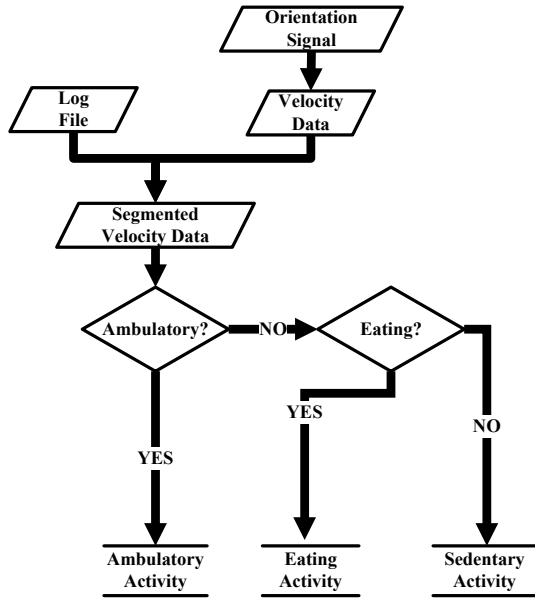 Orientation
Signal
Log
File
Velocity
Data
Segmented
Velocity Data
Ambulatory?
NO
Eating?
YES
NO
YES
Ambulatory
Activity
Eating
Activity
Sedentary
Activity